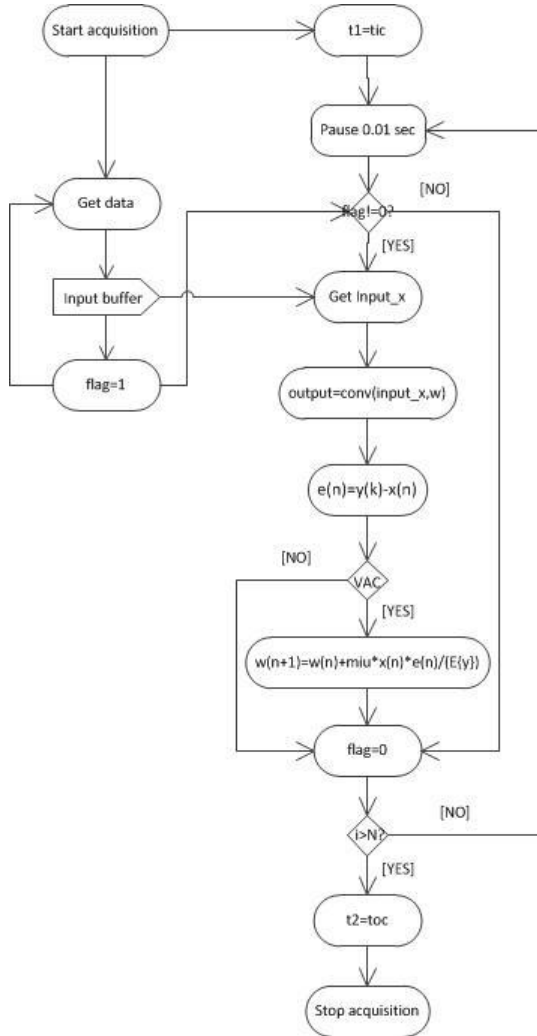 Start acquisition
t1=tic
Pause 0.01 sec
Get data
[NO]
flag!=0?
[YES]
Input buffer
Get Input_x
flag=1
output=conv(input_x,w)
e(n)=y(k)-x(n)
[NO]
VAC
[YES]
w(n+1)=w(n)+miu*x(n)*e(n)/(E{y})
flag=0
[NO]
i>N?
[YES]
t2=toc
Stop acquisition